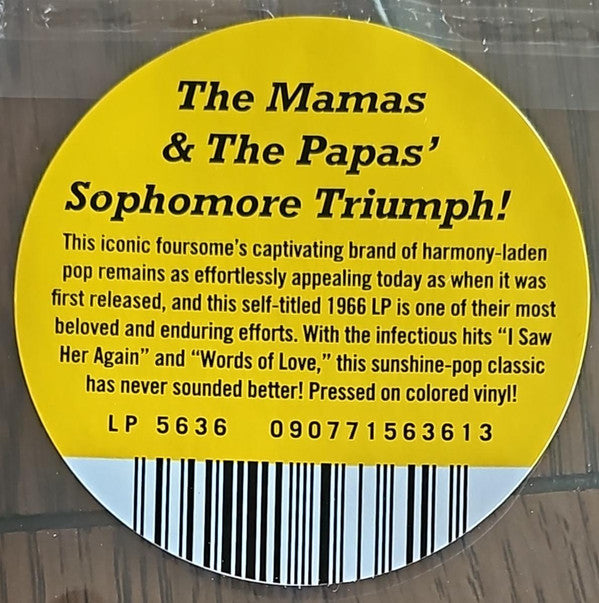 The Mamas
& The Papas’
Sophomore Triumph!
This iconic foursome’s captivating brand of harmony-laden
pop remains as effortlessly appealing today as when it was
first released, and this self-titled 1966 LP is one of their most
beloved and enduring efforts. With the infectious hits “I Saw
Her Again” and “Words of Love,” this sunshine-pop classic
has never sounded better! Pressed on colored vinyl!
LP 5636 090771563613